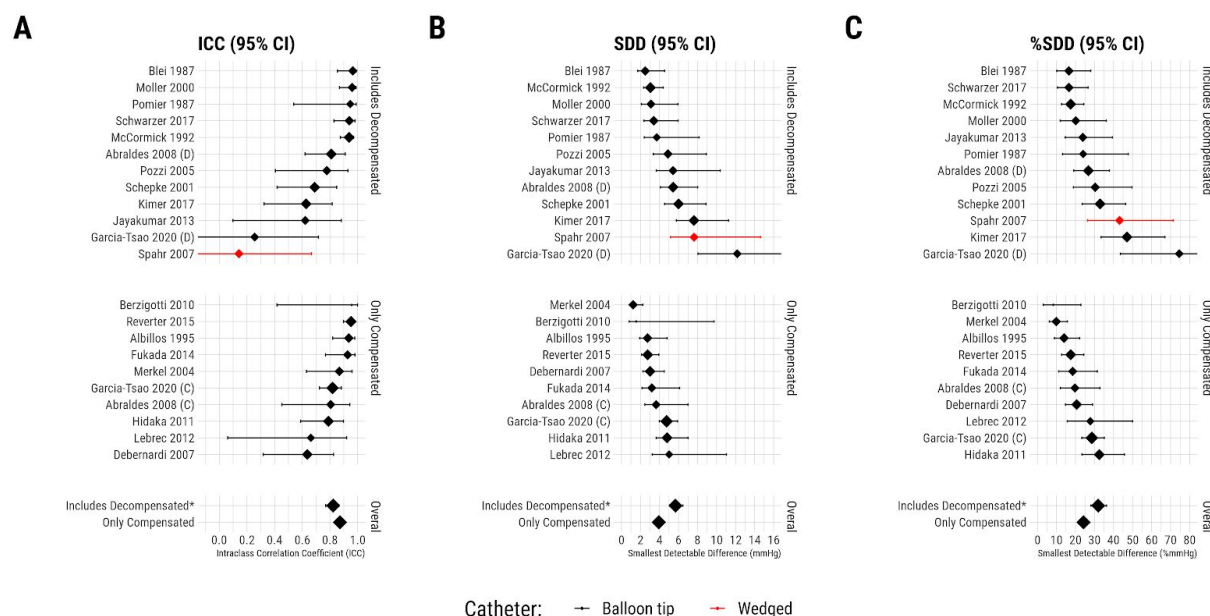 A
ICC (95% CI)
Blei 1987
Moller 2000
Pomier 1987
Schwarzer 2017
McCormick 1992
Abraldes 2008 (D)
Pozzi 2005
Schepke 2001
Kimer 2017
Jayakumar 2013
Garcia-Tsao 2020 (D)
Spahr 2007
Includes Decompensated
Berzigotti 2010
Reverter 2015
Albillos 1995
Fukada 2014
Merkel 2004
Garcia-Tsao 2020 (C)
Abraldes 2008 (C)
Hidaka 2011
Lebrec 2012
Debernardi 2007
Only Compensated
Includes Decompensated*
Only Compensated
Overal
0.0 0.2 0.4 0.6 0.8 1.0
Intraclass Correlation Coefficient (ICC)
B
SDD (95% CI)
Blei 1987
McCormick 1992
Moller 2000
Schwarzer 2017
Pomier 1987
Pozzi 2005
Jayakumar 2013
Abraldes 2008 (D)
Schepke 2001
Kimer 2017
Spahr 2007
Garcia-Tsao 2020 (D)
Includes Decompensated
Merkel 2004
Berzigotti 2010
Albillos 1995
Reverter 2015
Debernardi 2007
Fukada 2014
Abraldes 2008 (C)
Garcia-Tsao 2020 (C)
Hidaka 2011
Lebrec 2012
Only Compensated
Includes Decompensated*
Only Compensated
Overal
0 2 4 6 8 10 12 14 16
Smallest Detectable Difference (mmHg)
C
%SDD (95% CI)
Blei 1987
Schwarzer 2017
McCormick 1992
Moller 2000
Jayakumar 2013
Pomier 1987
Abraldes 2008 (D)
Pozzi 2005
Schepke 2001
Spahr 2007
Kimer 2017
Garcia-Tsao 2020 (D)
Includes Decompensated
Berzigotti 2010
Merkel 2004
Albillos 1995
Reverter 2015
Fukada 2014
Abraldes 2008 (C)
Debernardi 2007
Lebrec 2012
Garcia-Tsao 2020 (C)
Hidaka 2011
Only Compensated
Includes Decompensated*
Only Compensated
Overal
0 10 20 30 40 50 60 70 80
Smallest Detectable Difference (%mmHg)
Catheter: Balloon tip Wedged